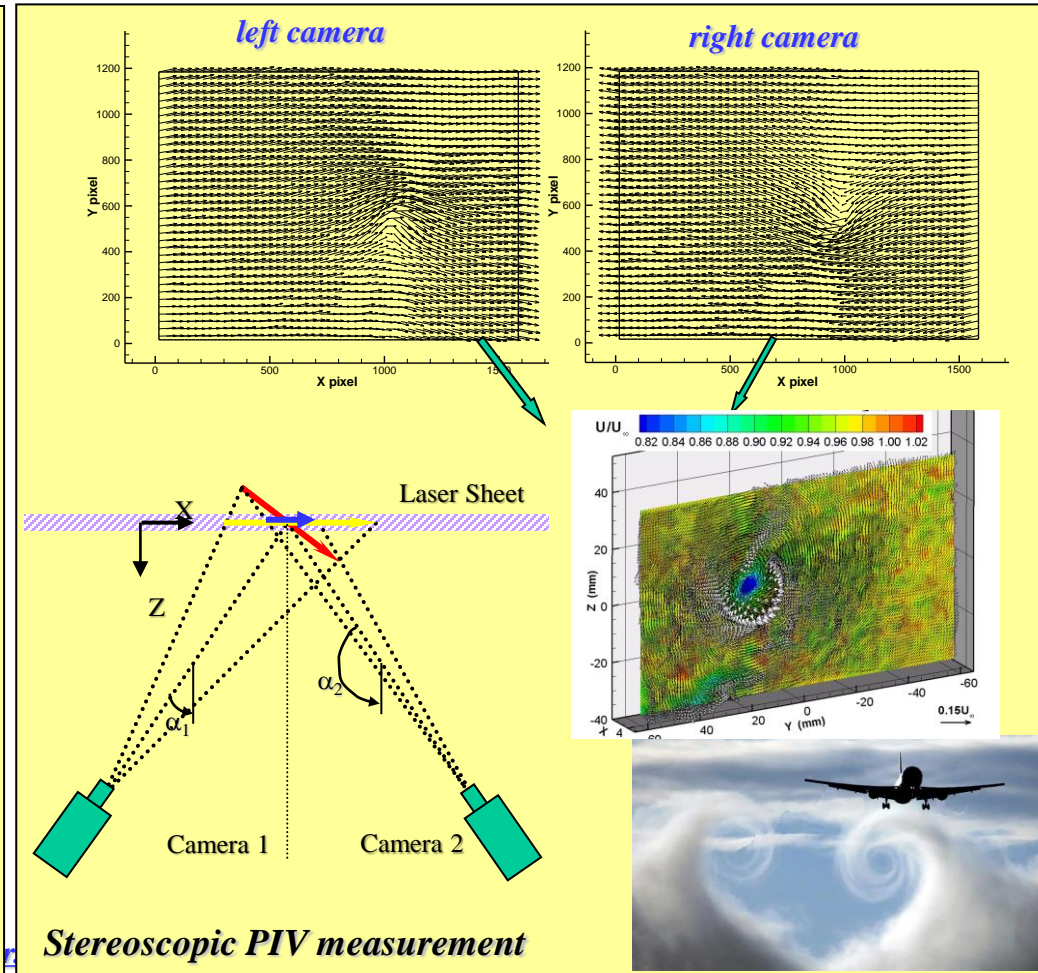 left camera
right camera
1200
1000
800
600
400
200
0
Y pixel
0 500 1000 1500
X pixel
1200
1000
800
600
400
200
0
Y pixel
0 500 1000 1500
X pixel
U/U∞
0.82 0.84 0.86 0.88 0.90 0.92 0.94 0.96 0.98 1.00 1.02
40
20
0
-20
-40
Z (mm)
X 4 60 40 20 0 -20 -40 -60
Y (mm)
0.15U∞
Laser Sheet
X
Z
α1
α2
Camera 1
Camera 2
Stereoscopic PIV measurement